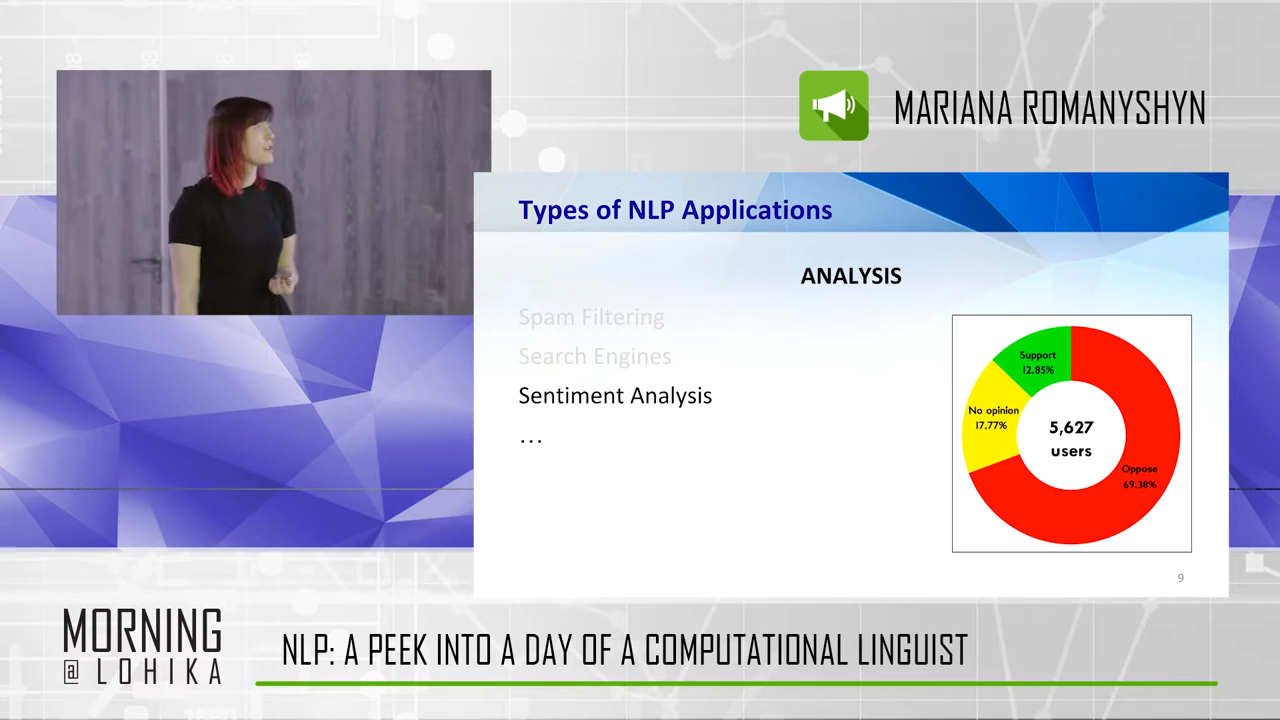 MARIANA ROMANYSHYN
Types of NLP Applications
ANALYSIS
Spam Filtering
Search Engines
Sentiment Analysis
...
Support
12.85%
No opinion
17.77%
5,627
users
Oppose
69.38%
9
MORNING
@ LOHIKA
NLP: A PEEK INTO A DAY OF A COMPUTATIONAL LINGUIST